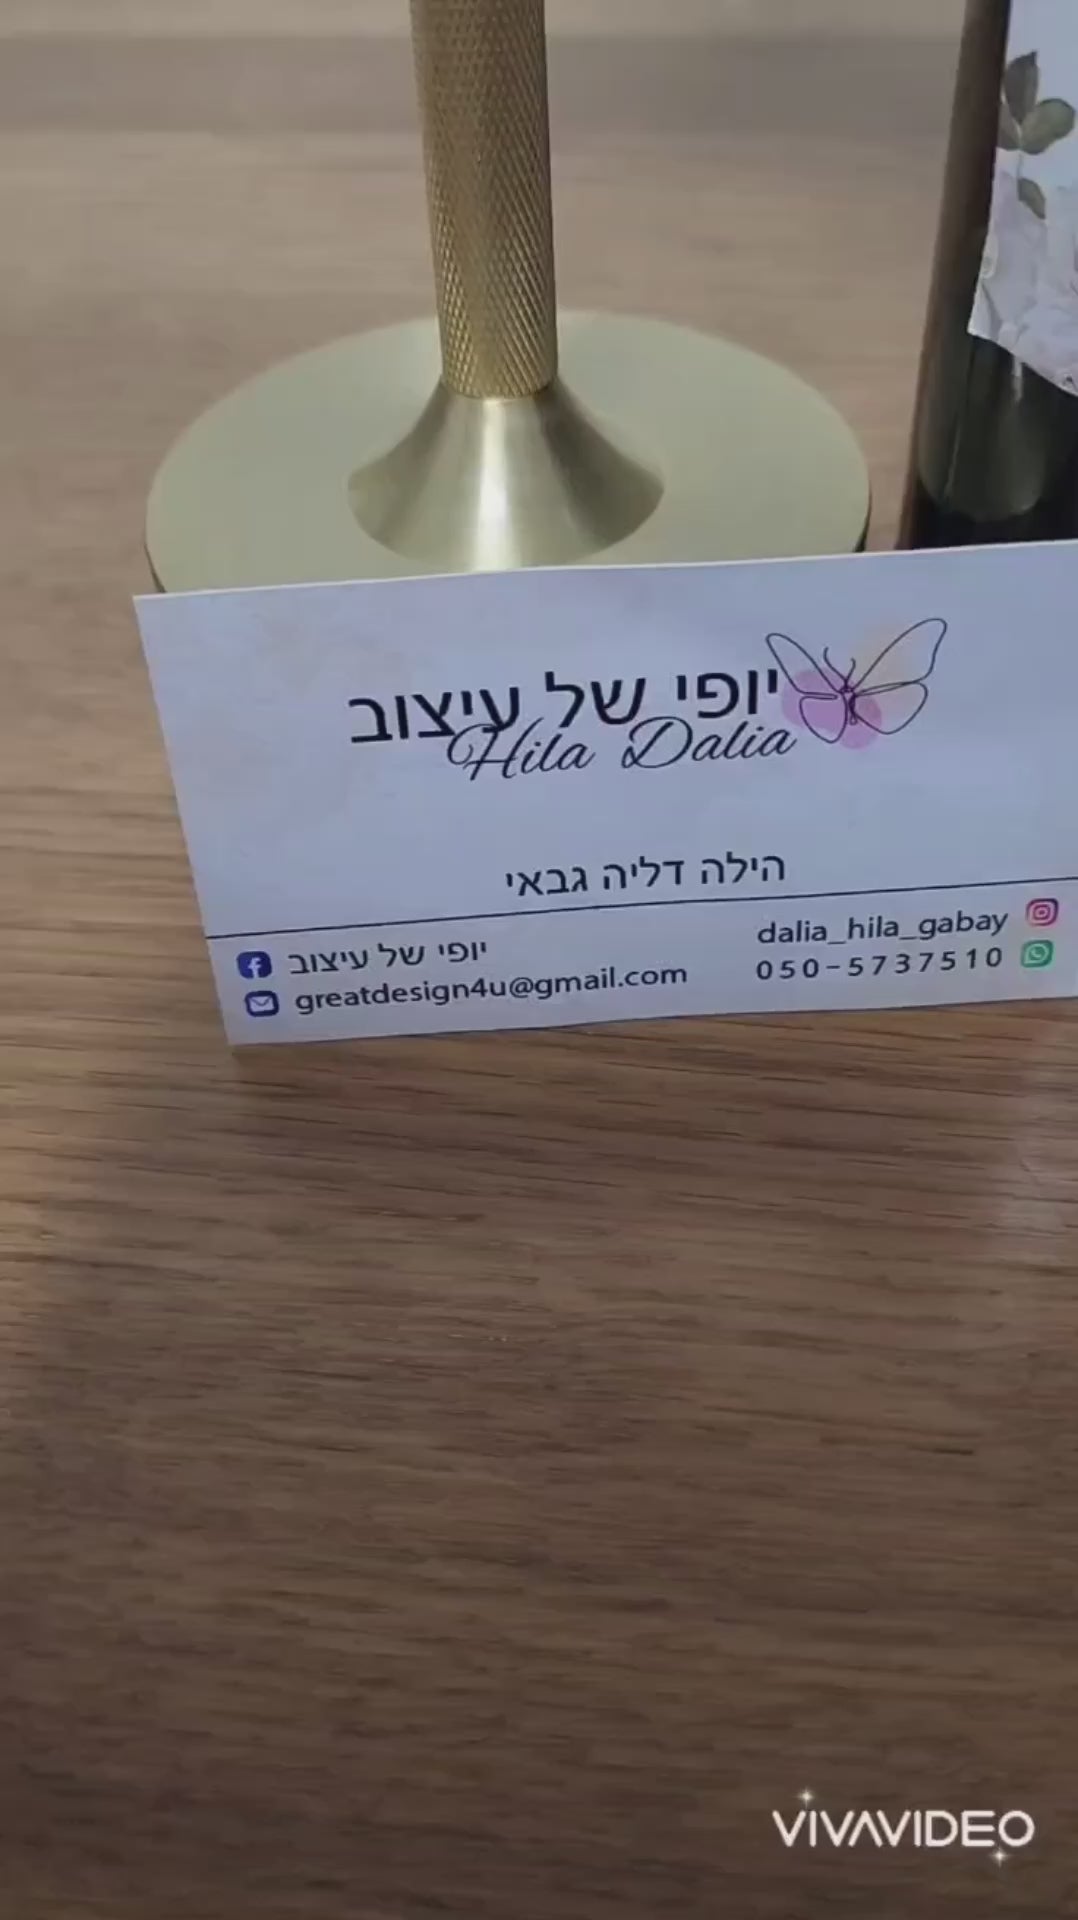 יופי של עיצוב
Hila Dalia
הילה דליה גבאי
dalia_hila_gabay
050-5737510
יופי של עיצוב
greatdesign4u@gmail.com
VIVAVIDEO